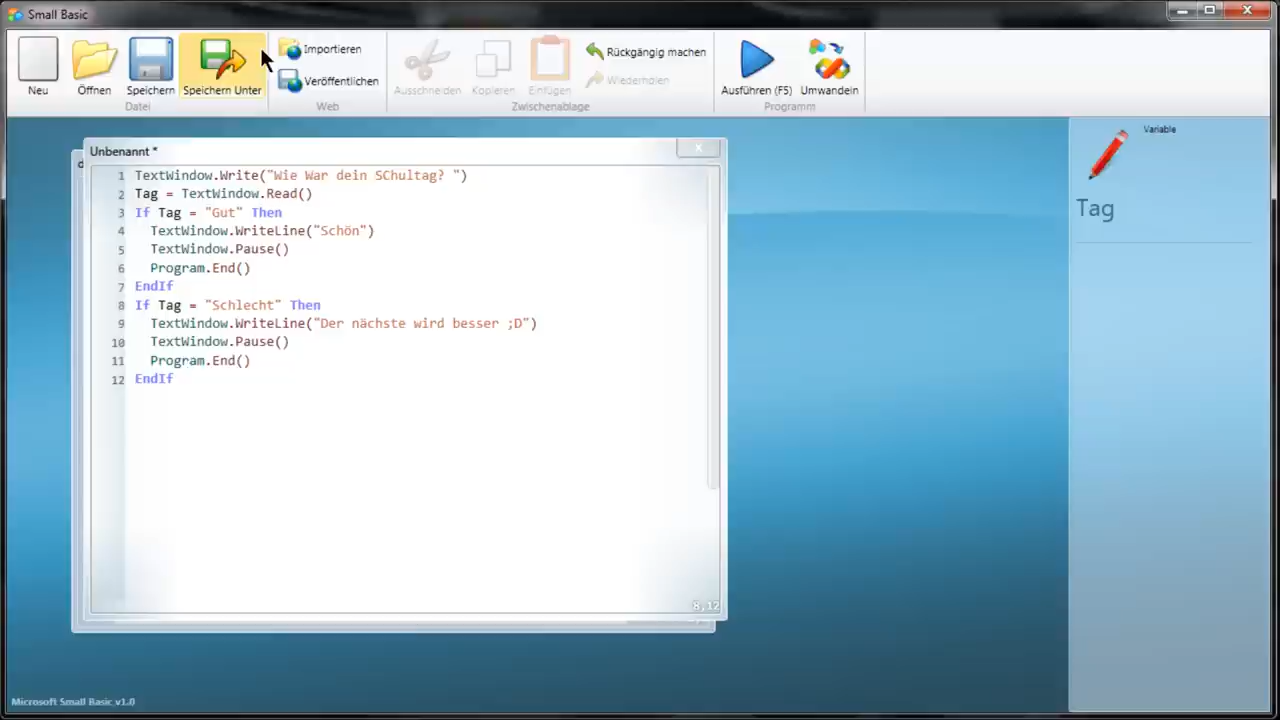 Small Basic
Neu
Öffnen
Speichern
Speichern Unter
Datei
Importieren
Veröffentlichen
Web
Ausschneiden
Kopieren
Einfügen
Zwischenablage
Rückgängig machen
Wiederholen
Ausführen (F5)
Umwandeln
Programm
Unbenannt *
d
1 TextWindow.Write("Wie War dein SChultag? ")
2 Tag = TextWindow.Read()
3 If Tag = "Gut" Then
4 TextWindow.WriteLine("Schön")
5 TextWindow.Pause()
6 Program.End()
7 EndIf
8 If Tag = "Schlecht" Then
9 TextWindow.WriteLine("Der nächste wird besser ;D")
10 TextWindow.Pause()
11 Program.End()
12 EndIf
8,12
Variable
Tag
Microsoft Small Basic v1.0